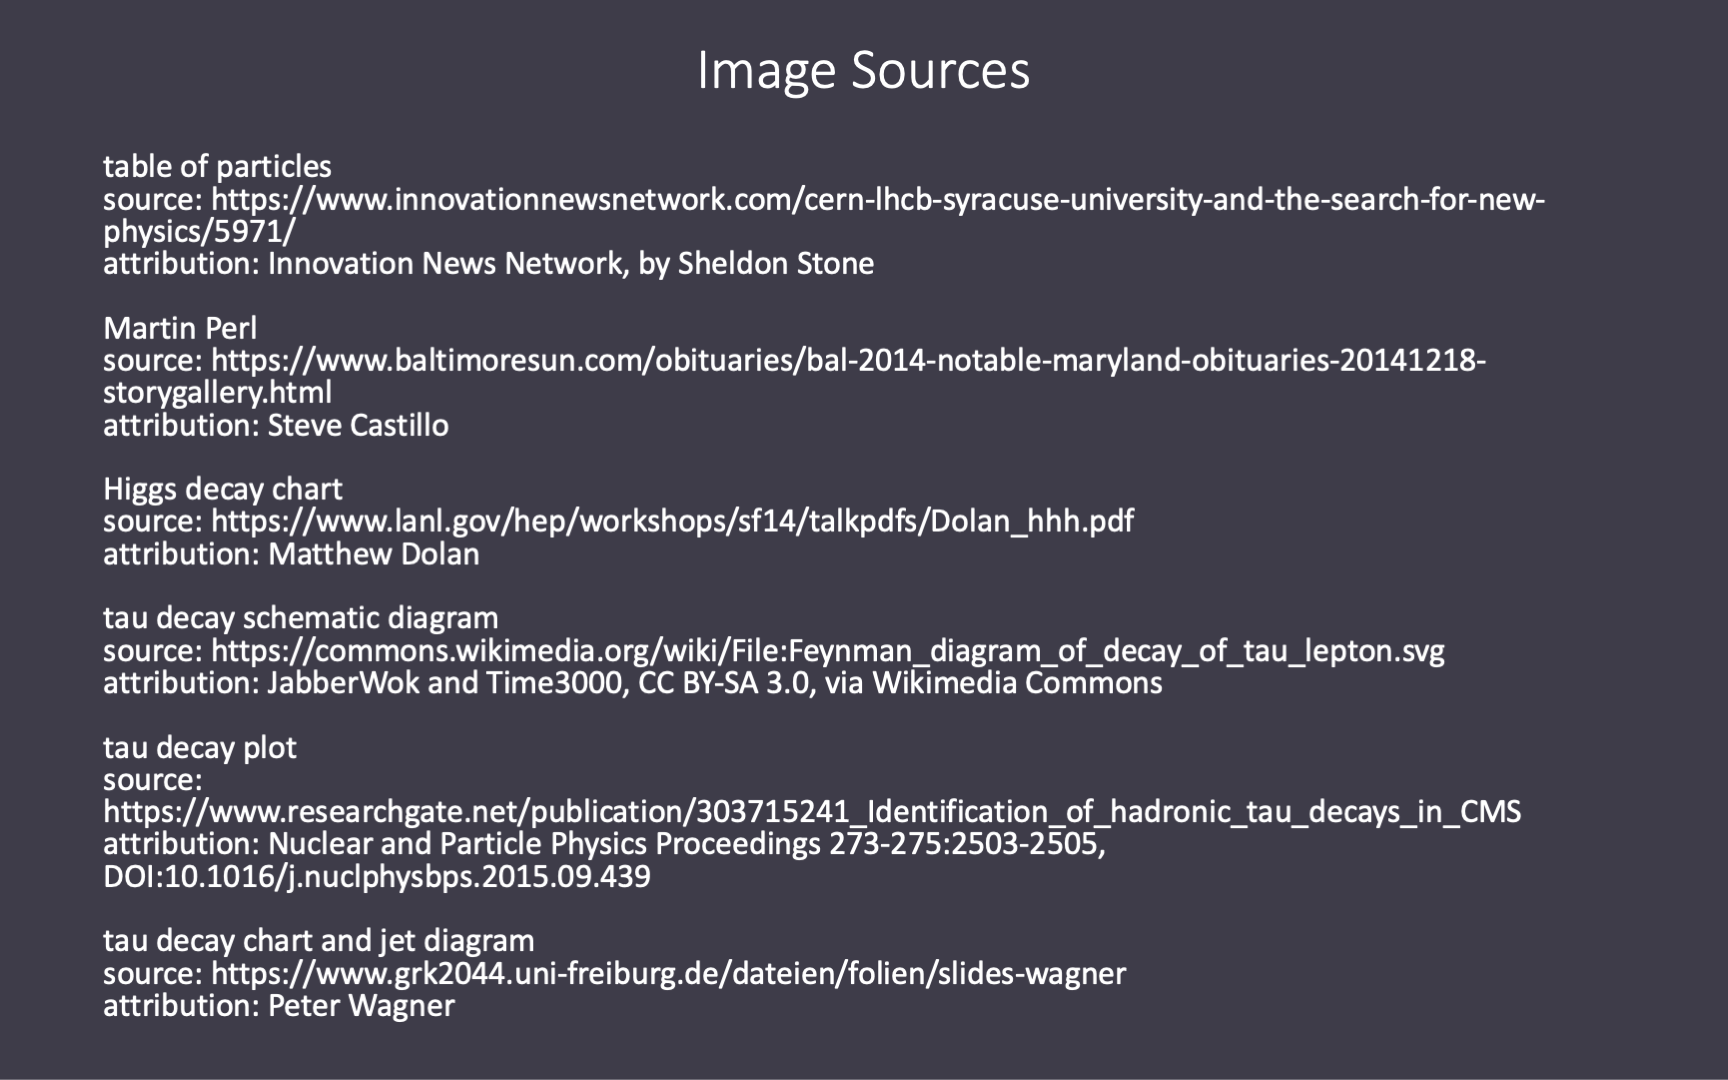 Image Sources
table of particles
source: https://www.innovationnewsnetwork.com/cern-lhcb-syracuse-university-and-the-search-for-new-
physics/5971/
attribution: Innovation News Network, by Sheldon Stone
Martin Perl
source: https://www.baltimoresun.com/obituaries/bal-2014-notable-maryland-obituaries-20141218-
storygallery.html
attribution: Steve Castillo
Higgs decay chart
source: https://www.lanl.gov/hep/workshops/sf14/talkpdfs/Dolan_hhh.pdf
attribution: Matthew Dolan
tau decay schematic diagram
source: https://commons.wikimedia.org/wiki/File:Feynman_diagram_of_decay_of_tau_lepton.svg
attribution: JabberWok and Time3000, CC BY-SA 3.0, via Wikimedia Commons
tau decay plot
source:
https://www.researchgate.net/publication/303715241_Identification_of_hadronic_tau_decays_in_CMS
attribution: Nuclear and Particle Physics Proceedings 273-275:2503-2505,
DOI:10.1016/j.nuclphysbps.2015.09.439
tau decay chart and jet diagram
source: https://www.grk2044.uni-freiburg.de/dateien/folien/slides-wagner
attribution: Peter Wagner